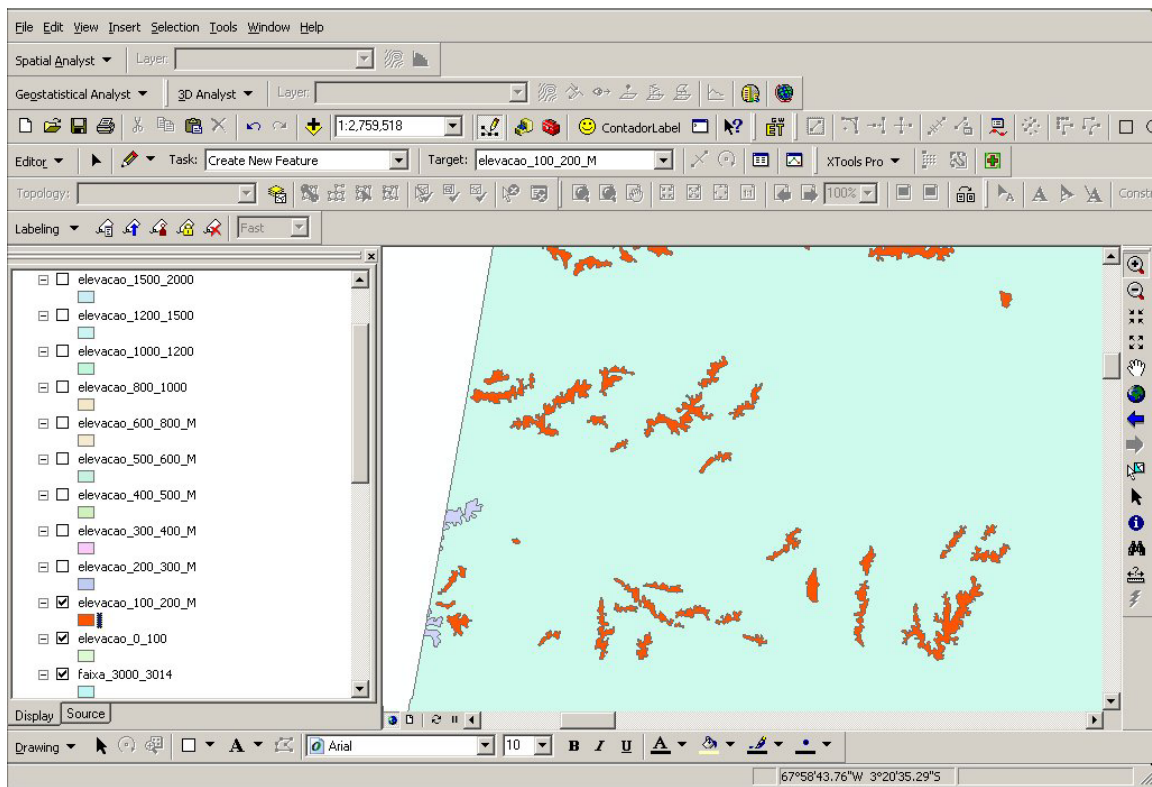 File Edit View Insert Selection Tools Window Help
Spatial Analyst Layer:
Geostatistical Analyst 3D Analyst Layer:
1:2,759,518 ContadorLabel ET
Editor Task: Create New Feature Target: elevacao_100_200_M XTools Pro
Topology: 100% A A A A
Labeling Fast
elevacao_1500_2000
elevacao_1200_1500
elevacao_1000_1200
elevacao_800_1000
elevacao_600_800_M
elevacao_500_600_M
elevacao_400_500_M
elevacao_300_400_M
elevacao_200_300_M
elevacao_100_200_M
elevacao_0_100
faixa_3000_3014
Display Source
Drawing A Arial 10 B I U A
67°58'43.76"W 3°20'35.29"S